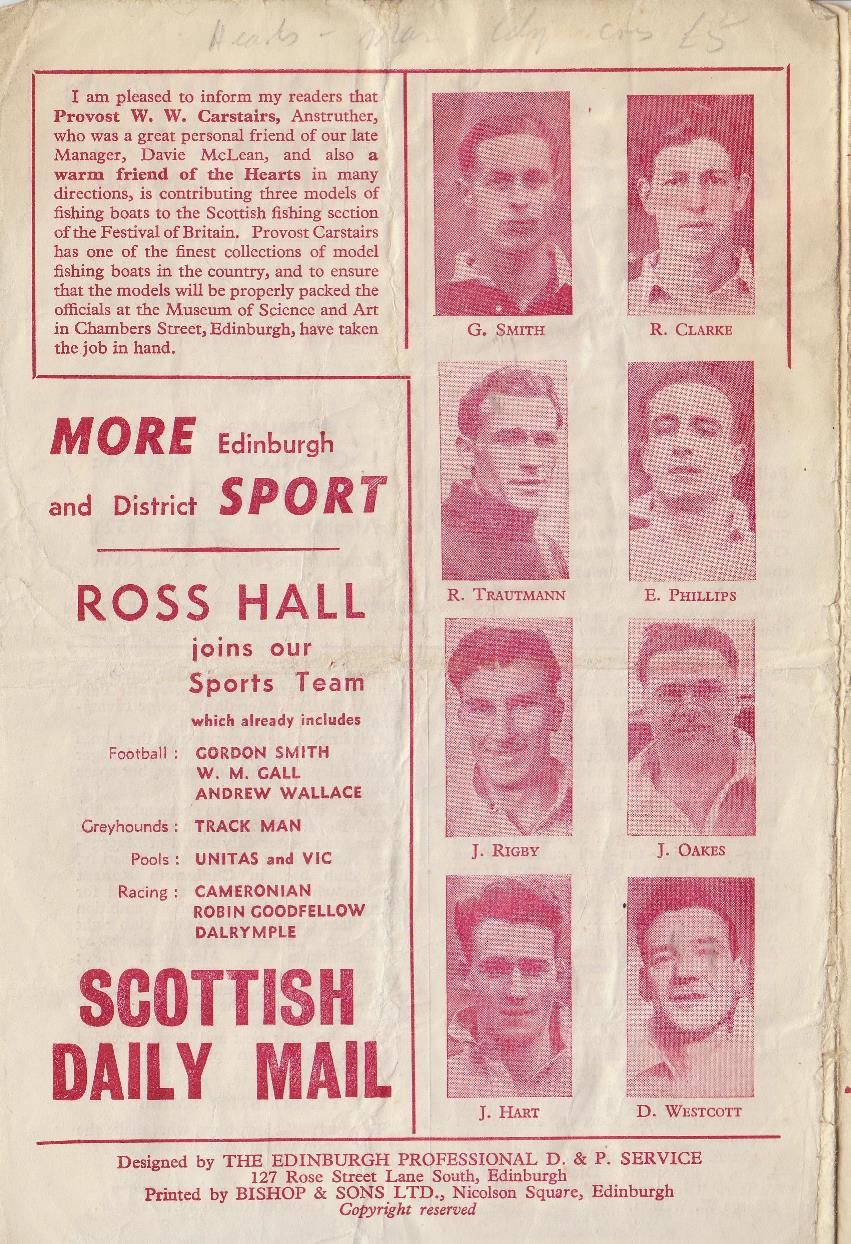 Hearts - £5
I am pleased to inform my readers that
Provost W. W. Carstairs, Anstruther,
who was a great personal friend of our late
Manager, Davie McLean, and also a
warm friend of the Hearts in many
directions, is contributing three models of
fishing boats to the Scottish fishing section
of the Festival of Britain. Provost Carstairs
has one of the finest collections of model
fishing boats in the country, and to ensure
that the models will be properly packed the
officials at the Museum of Science and Art
in Chambers Street, Edinburgh, have taken
the job in hand.
MORE Edinburgh
and District SPORT
ROSS HALL
joins our
Sports Team
which already includes
Football : GORDON SMITH
W. M. GALL
ANDREW WALLACE
Greyhounds : TRACK MAN
Pools : UNITAS and VIC
Racing : CAMERONIAN
ROBIN GOODFELLOW
DALRYMPLE
SCOTTISH
DAILY MAIL
G. SMITH
R. CLARKE
R. TRAUTMANN
E. PHILLIPS
J. RIGBY
J. OAKES
J. HART
D. WESTCOTT
Designed by THE EDINBURGH PROFESSIONAL D. & P. SERVICE
127 Rose Street Lane South, Edinburgh
Printed by BISHOP & SONS LTD., Nicolson Square, Edinburgh
Copyright reserved